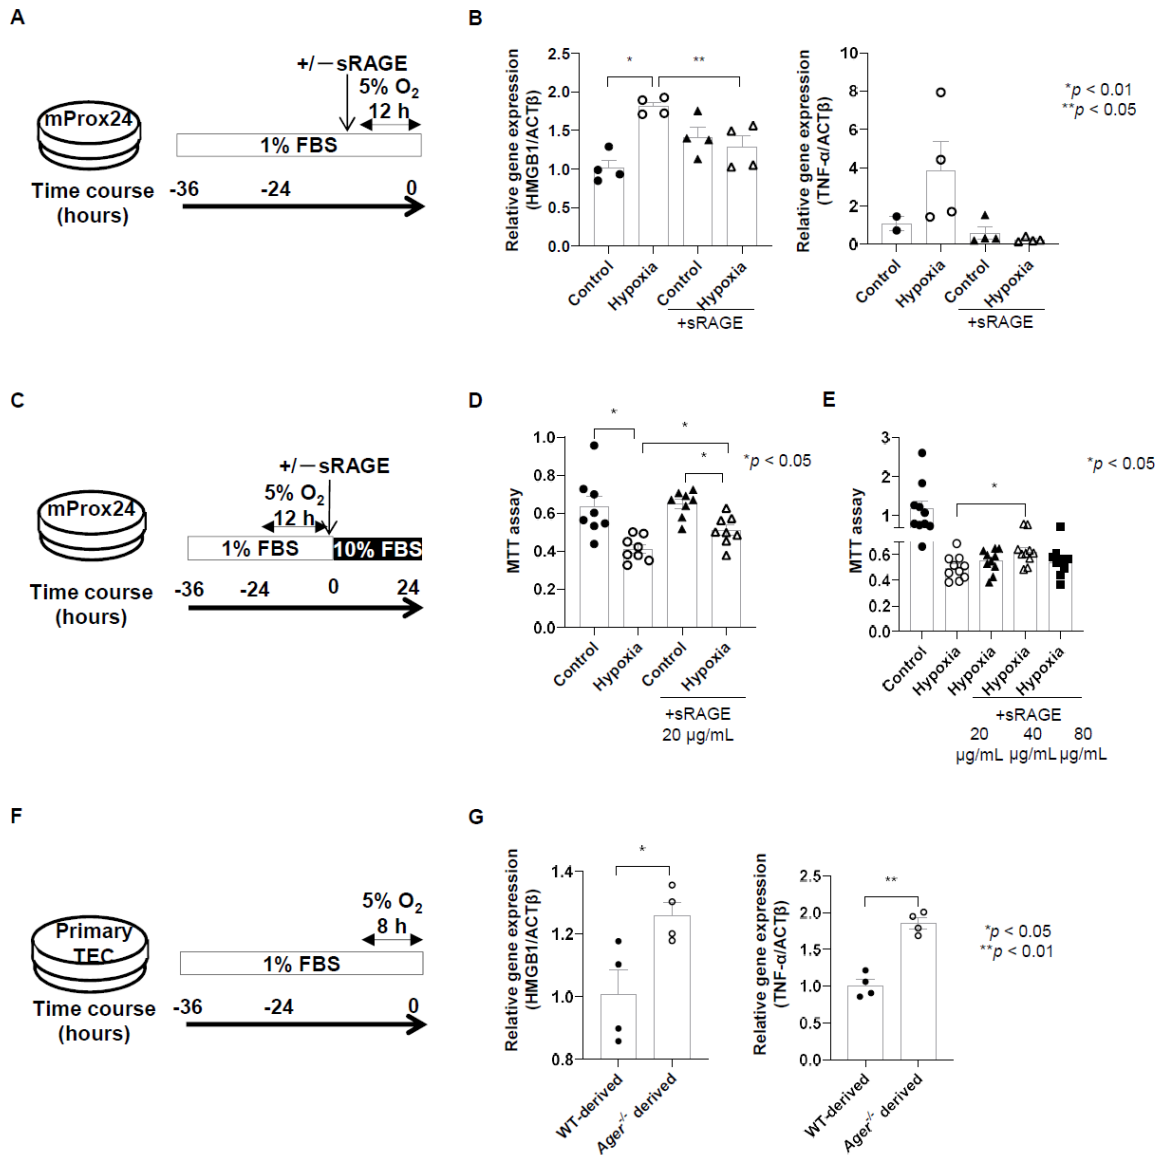 A
+/−sRAGE
5% O2
12 h
mProx24
1% FBS
Time course
(hours)
-36
-24
0
B
Relative gene expression
(HMGB1/ACTβ)
2.5
2.0
1.5
1.0
0.5
0.0
*
**
Control
Hypoxia
Control
Hypoxia
+sRAGE
Relative gene expression
(TNF-α/ACTβ)
10
8
6
4
2
0
Control
Hypoxia
Control
Hypoxia
+sRAGE
*p < 0.01
**p < 0.05
C
+/−sRAGE
5% O2
12 h
mProx24
1% FBS
10% FBS
Time course
(hours)
-36
-24
0
24
D
MTT assay
1.0
0.8
0.6
0.4
0.2
0.0
*
*
*
*p < 0.05
Control
Hypoxia
Control
Hypoxia
+sRAGE
20 µg/mL
E
MTT assay
3
2
1
0.6
0.4
0.2
0.0
*
*p < 0.05
Control
Hypoxia
Hypoxia
Hypoxia
Hypoxia
+sRAGE
20 40 80
µg/mL µg/mL µg/mL
F
5% O2
8 h
Primary
TEC
1% FBS
Time course
(hours)
-36
-24
0
G
Relative gene expression
(HMGB1/ACTβ)
1.4
1.2
1.0
0.8
*
WT-derived
Ager-/- derived
Relative gene expression
(TNF-α/ACTβ)
2.5
2.0
1.5
1.0
0.5
0.0
**
WT-derived
Ager-/- derived
*p < 0.05
**p < 0.01